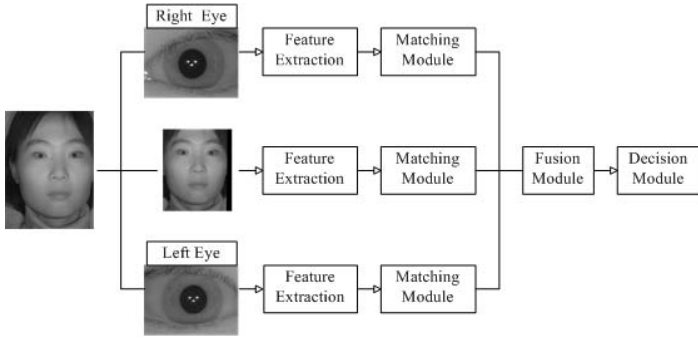 Right Eye
Feature
Extraction
Matching
Module
Feature
Extraction
Matching
Module
Fusion
Module
Decision
Module
Left Eye
Feature
Extraction
Matching
Module